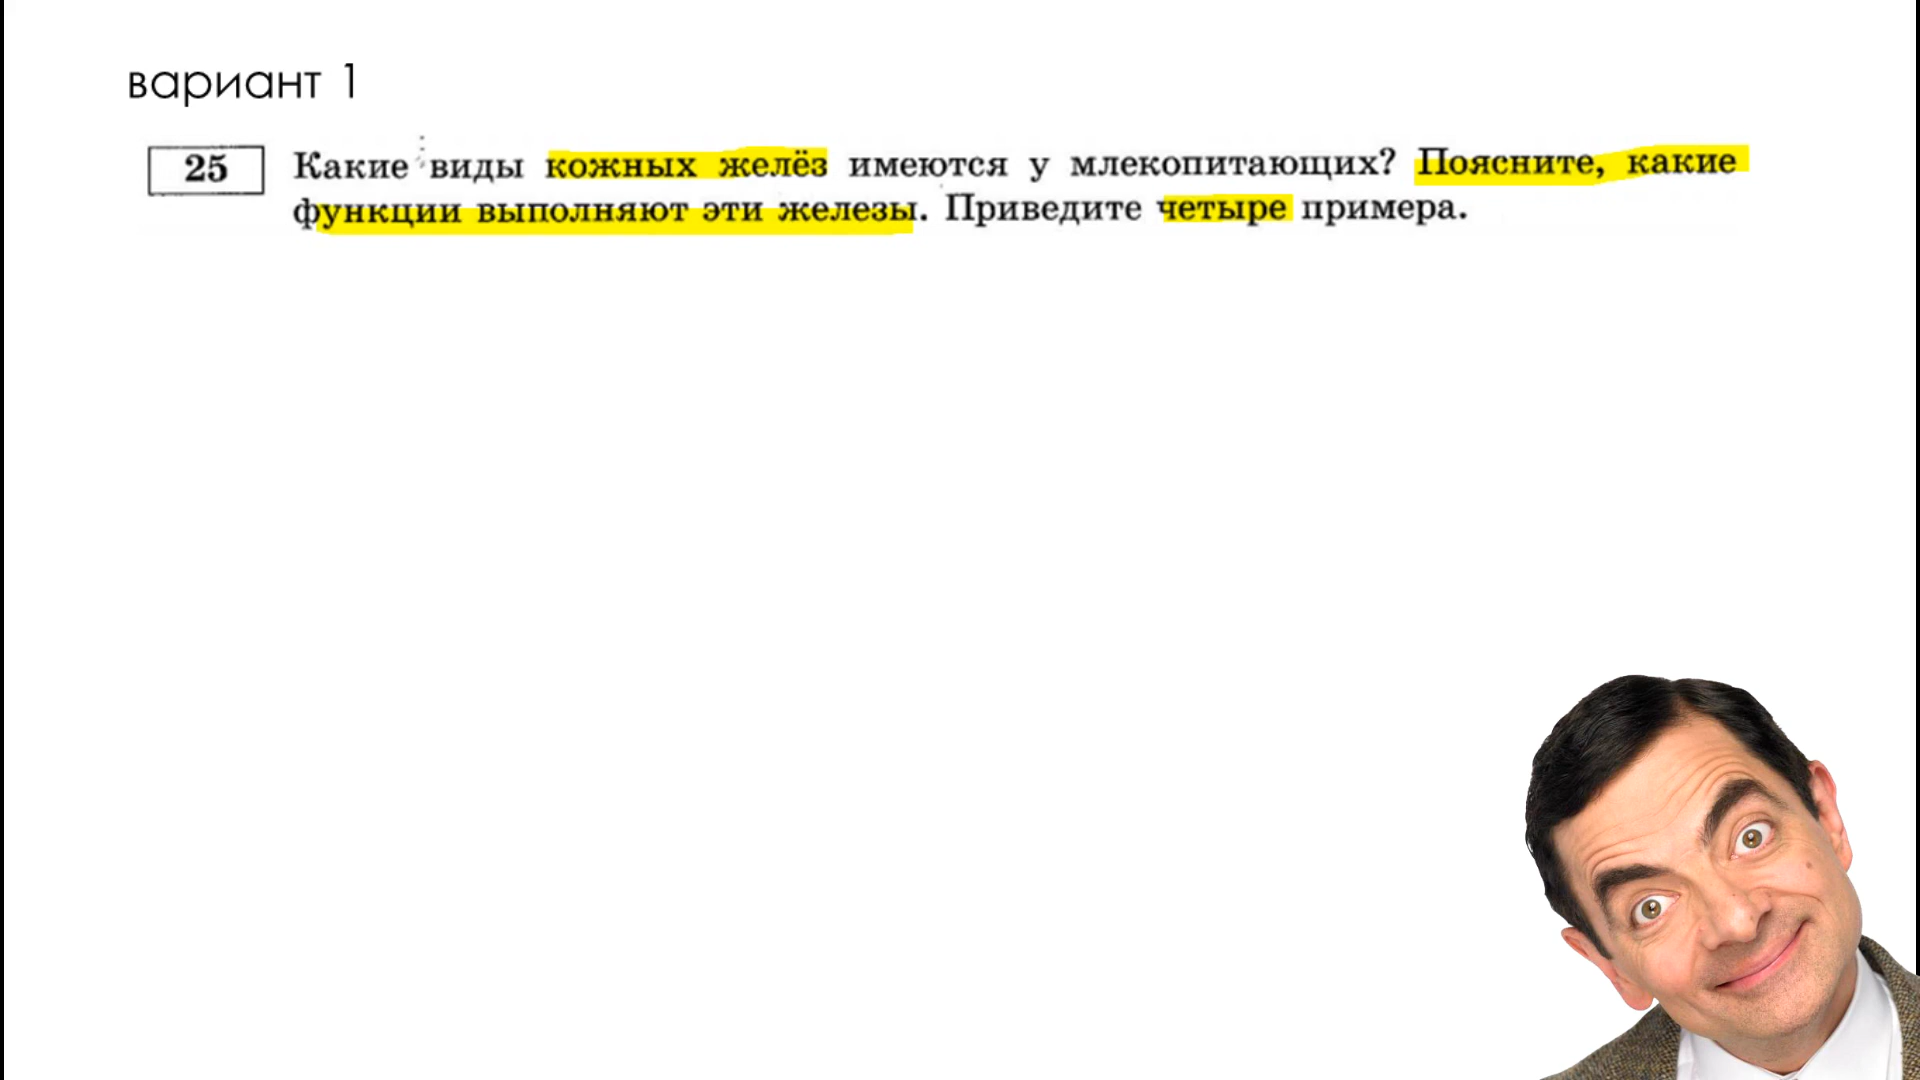 вариант 1
25 Какие виды кожных желёз имеются у млекопитающих? Поясните, какие
функции выполняют эти железы. Приведите четыре примера.